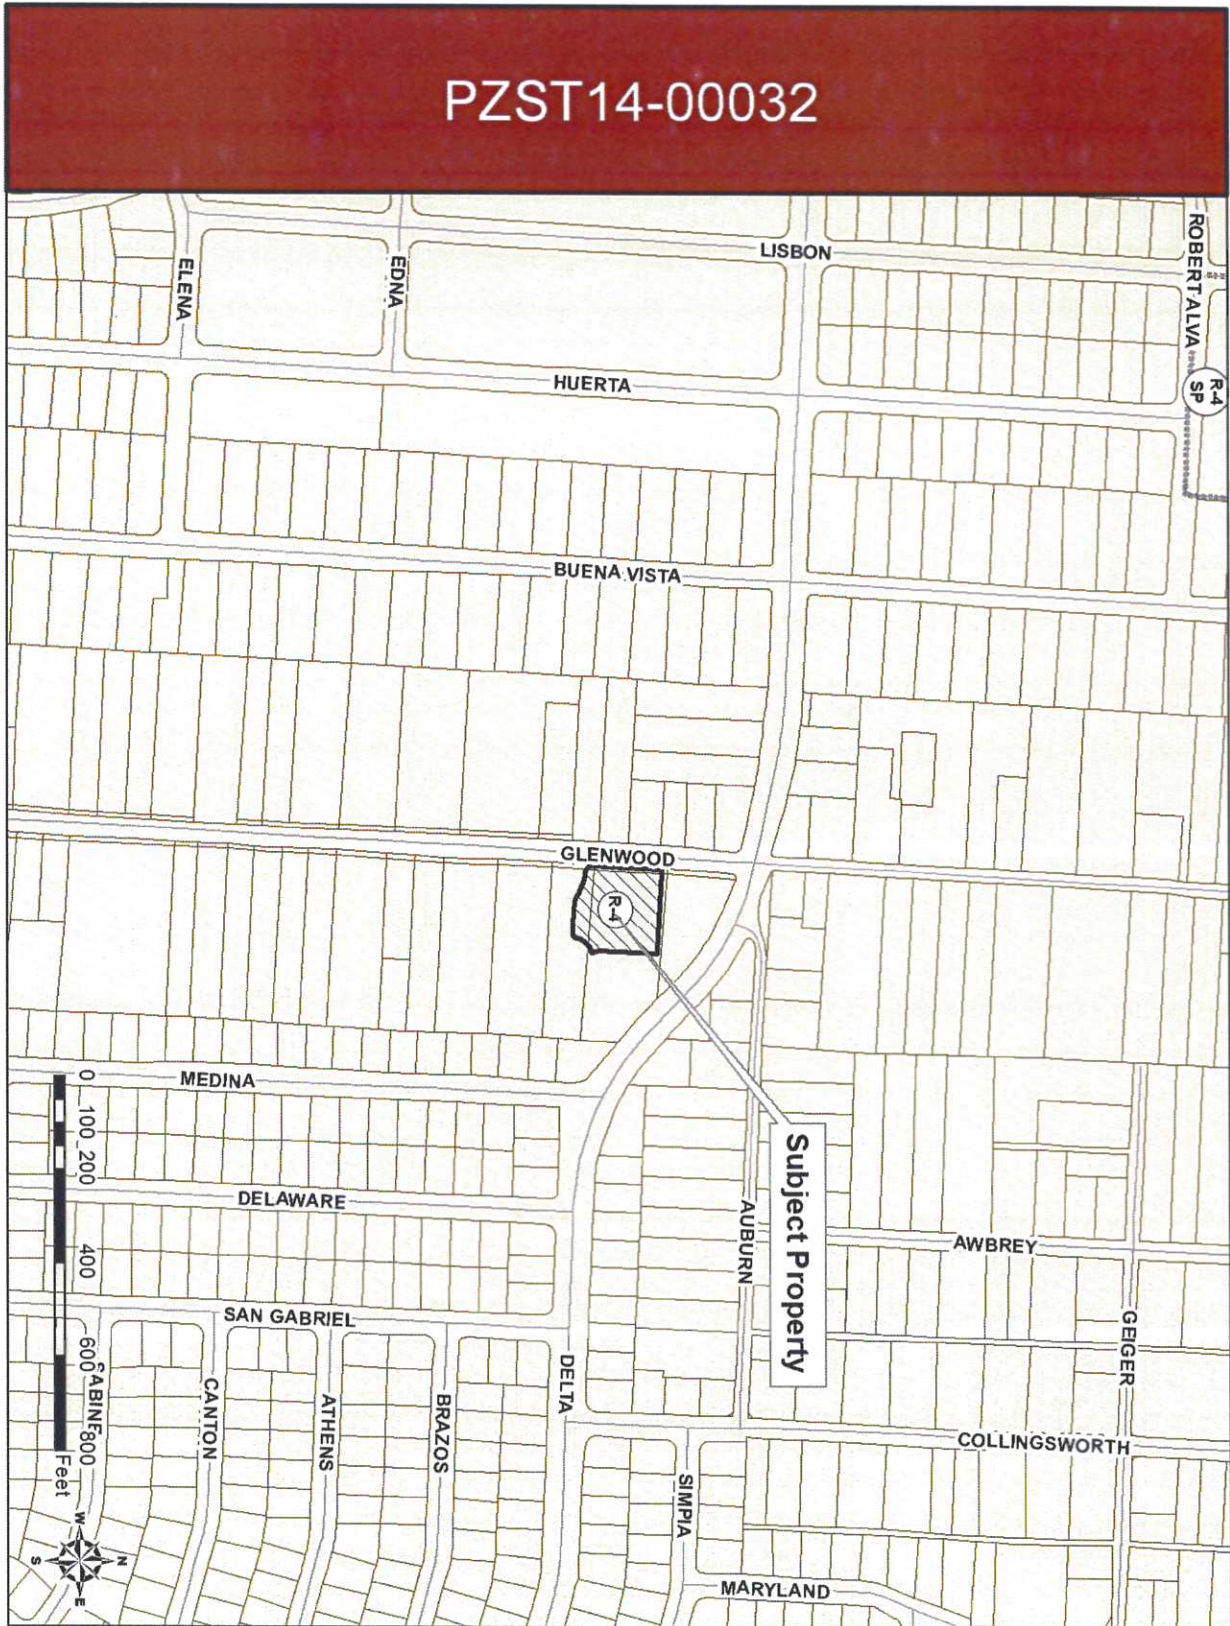 PZST14-00032
LISBON
ROBERT ALVA
R-4
SP
ELENA
EDNA
HUERTA
BUENA VISTA
GLENWOOD
R-4
Subject Property
MEDINA
DELAWARE
AUBURN
AWBREY
GEIGER
SAN GABRIEL
DELTA
COLLINGSWORTH
SABINE
CANTON
ATHENS
BRAZOS
SIMPIA
MARYLAND
0 100 200 400 600 800
Feet
N
W
E
S